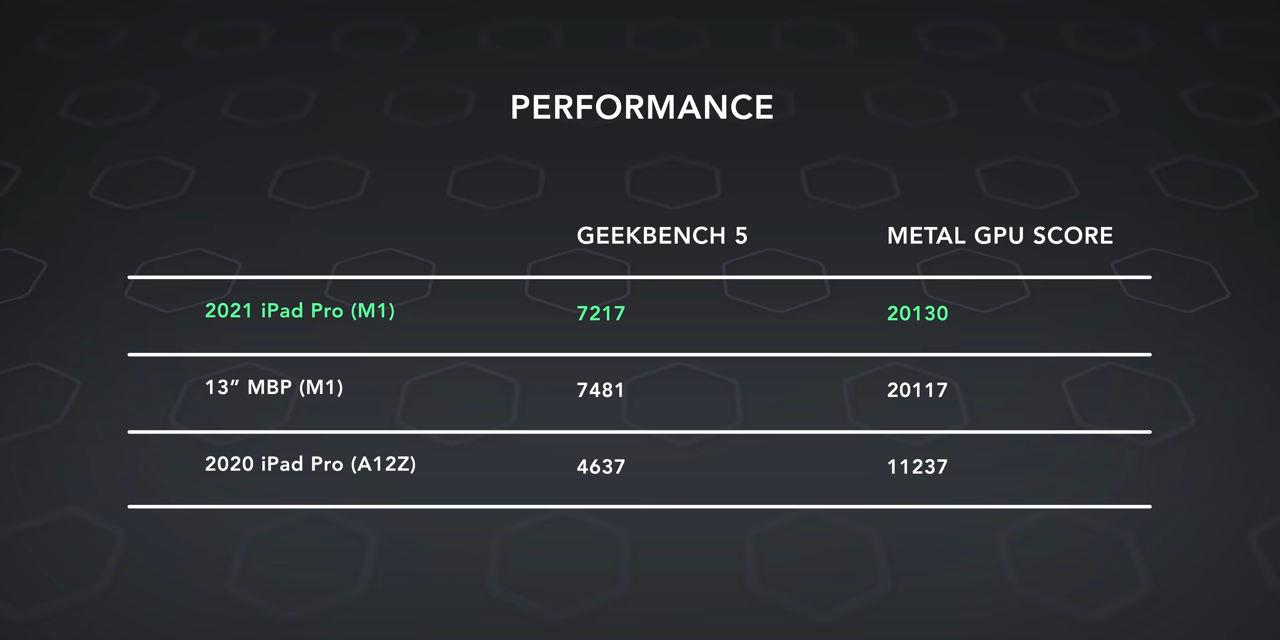 PERFORMANCE
GEEKBENCH 5 METAL GPU SCORE
2021 iPad Pro (M1) 7217 20130
13” MBP (M1) 7481 20117
2020 iPad Pro (A12Z) 4637 11237